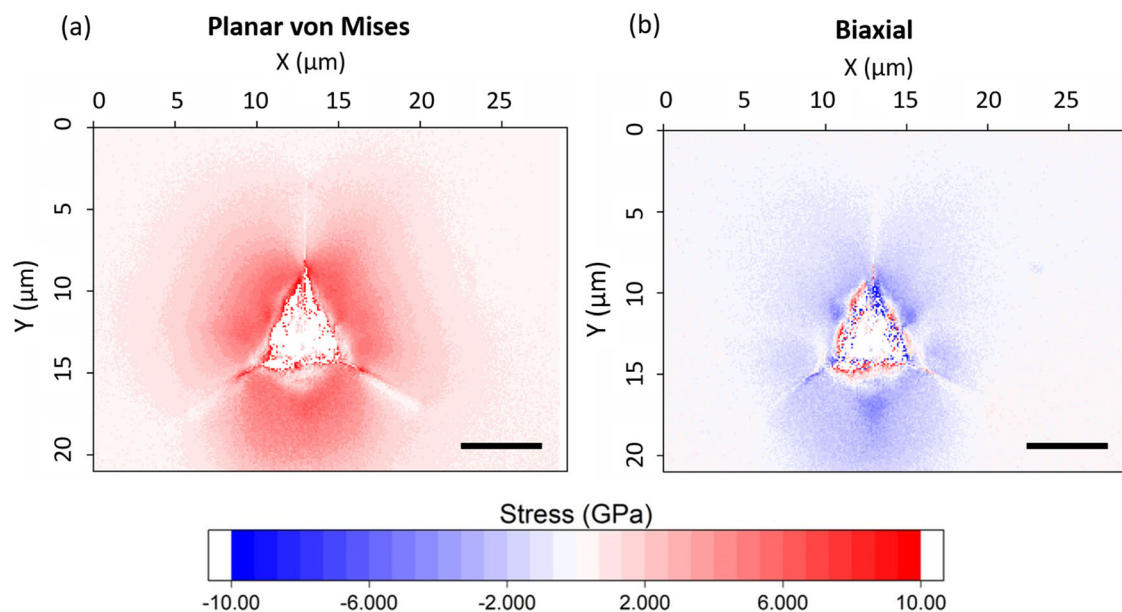 (a) Planar von Mises
X (μm)
0 5 10 15 20 25
Y (μm)
0
5
10
15
20
(b) Biaxial
X (μm)
0 5 10 15 20 25
Y (μm)
0
5
10
15
20
Stress (GPa)
-10.00 -6.000 -2.000 2.000 6.000 10.00